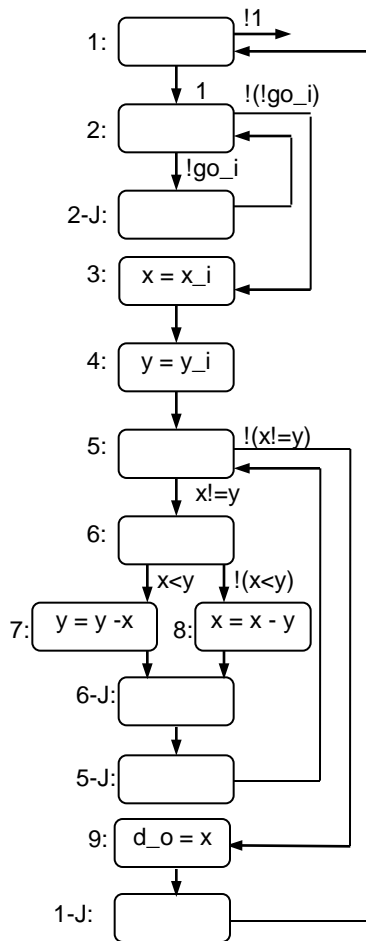 !1
1:
1
!(!go_i)
2:
!go_i
2-J:
3: x = x_i
4: y = y_i
!(x!=y)
5:
x!=y
6:
x<y !(x<y)
7: y = y -x 8: x = x - y
6-J:
5-J:
9: d_o = x
1-J: